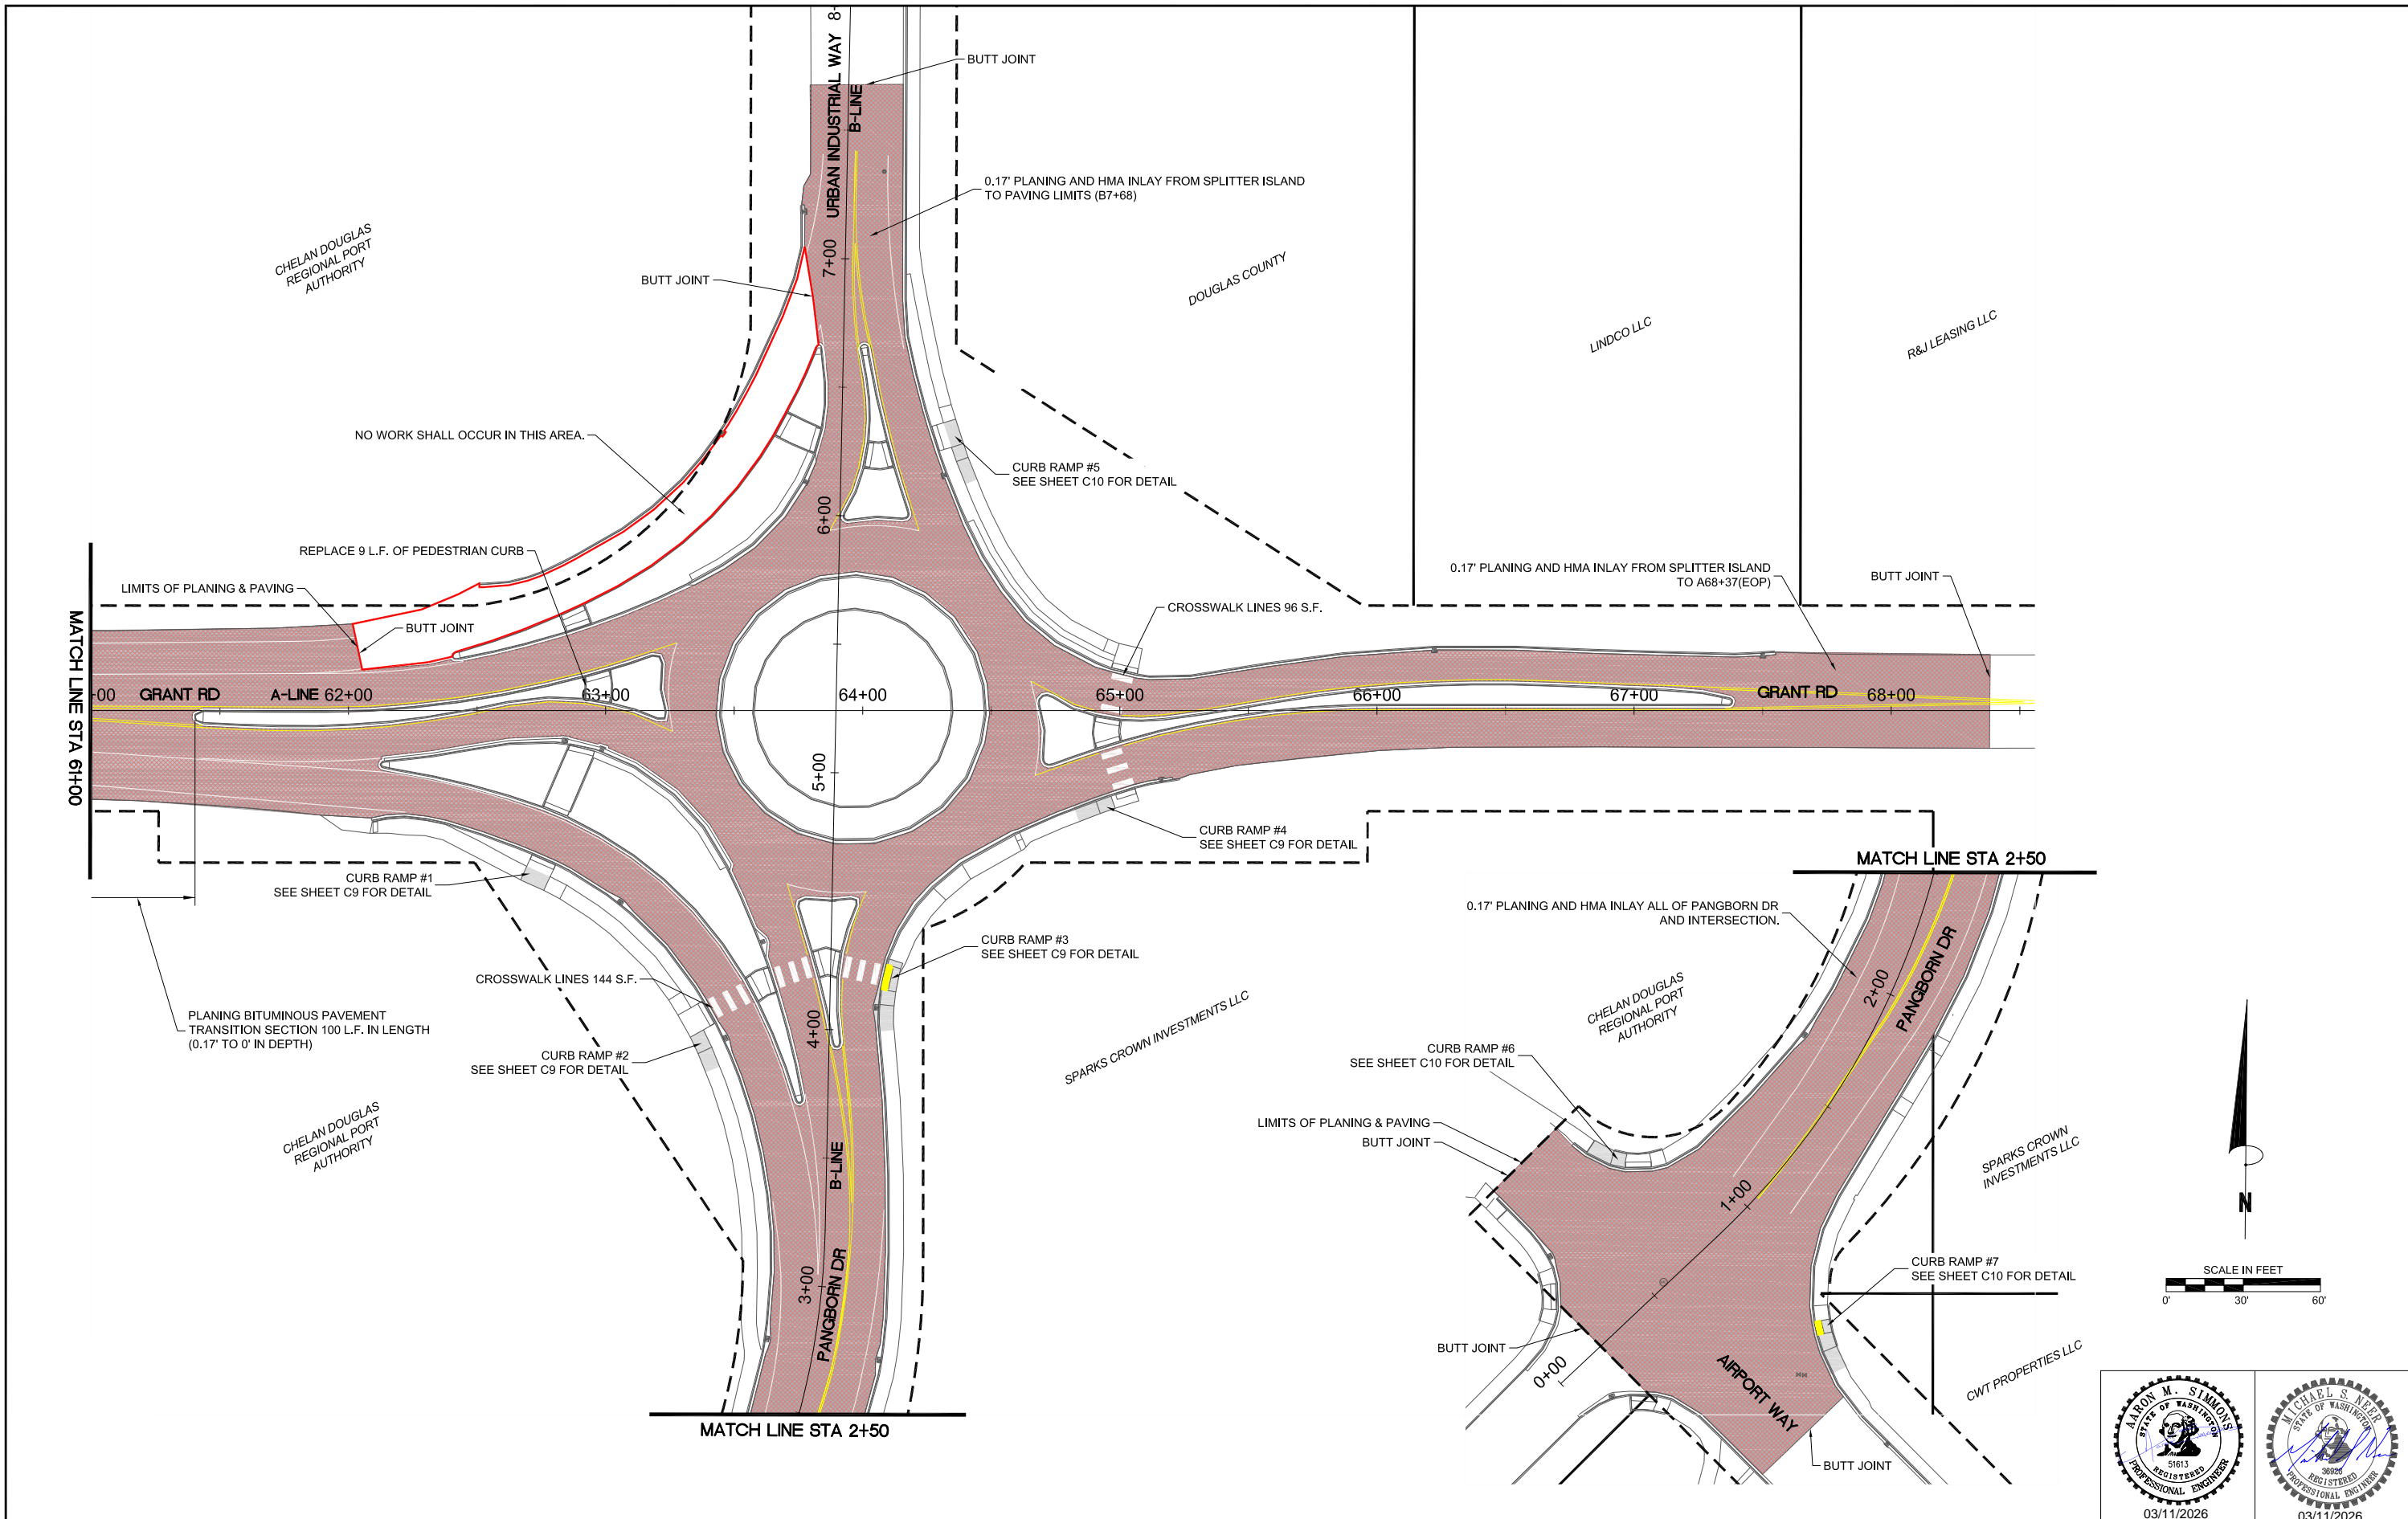 BUTT JOINT
URBAN INDUSTRIAL WAY 8-
B-LINE
0.17' PLANING AND HMA INLAY FROM SPLITTER ISLAND
TO PAVING LIMITS (B7+68)
CHELAN DOUGLAS
REGIONAL PORT
AUTHORITY
7+00
BUTT JOINT
DOUGLAS COUNTY
LINDCO LLC
R&J LEASING LLC
NO WORK SHALL OCCUR IN THIS AREA.
CURB RAMP #5
SEE SHEET C10 FOR DETAIL
6+00
REPLACE 9 L.F. OF PEDESTRIAN CURB
LIMITS OF PLANING & PAVING
BUTT JOINT
0.17' PLANING AND HMA INLAY FROM SPLITTER ISLAND
TO A68+37(EOP)
BUTT JOINT
CROSSWALK LINES 96 S.F.
MATCH LINE STA 61+00
+00 GRANT RD A-LINE 62+00 63+00 64+00 65+00 66+00 67+00 GRANT RD 68+00
5+00
CURB RAMP #4
SEE SHEET C9 FOR DETAIL
CURB RAMP #1
SEE SHEET C9 FOR DETAIL
CURB RAMP #3
SEE SHEET C9 FOR DETAIL
CROSSWALK LINES 144 S.F.
PLANING BITUMINOUS PAVEMENT
TRANSITION SECTION 100 L.F. IN LENGTH
(0.17' TO 0' IN DEPTH)
4+00
CURB RAMP #2
SEE SHEET C9 FOR DETAIL
SPARKS CROWN INVESTMENTS LLC
CHELAN DOUGLAS
REGIONAL PORT
AUTHORITY
B-LINE
3+00
PANGBORN DR
MATCH LINE STA 2+50
MATCH LINE STA 2+50
0.17' PLANING AND HMA INLAY ALL OF PANGBORN DR
AND INTERSECTION.
PANGBORN DR
2+00
CHELAN DOUGLAS
REGIONAL PORT
AUTHORITY
CURB RAMP #6
SEE SHEET C10 FOR DETAIL
LIMITS OF PLANING & PAVING
BUTT JOINT
SPARKS CROWN
INVESTMENTS LLC
1+00
CURB RAMP #7
SEE SHEET C10 FOR DETAIL
BUTT JOINT
0+00
AIRPORT WAY
CWT PROPERTIES LLC
BUTT JOINT
N
SCALE IN FEET
0' 30' 60'
AARON M. SIMMONS
STATE OF WASHINGTON
51613
REGISTERED
PROFESSIONAL ENGINEER
03/11/2026
MICHAEL S. NEER
STATE OF WASHINGTON
36926
REGISTERED
PROFESSIONAL ENGINEER
03/11/2026